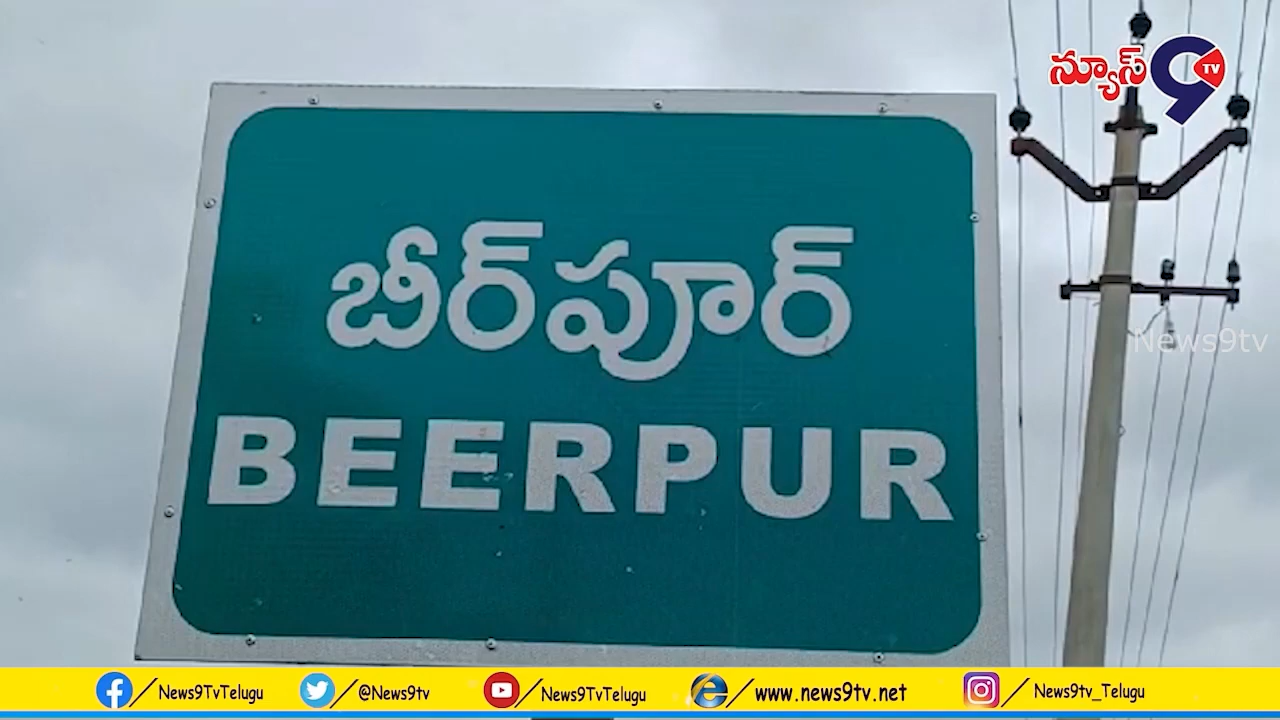 న్యూస్ 9 TV
బీర్‌పూర్
BEERPUR
News9tv
/News9TvTelugu /@News9tv /News9TvTelugu /www.news9tv.net /News9tv_Telugu